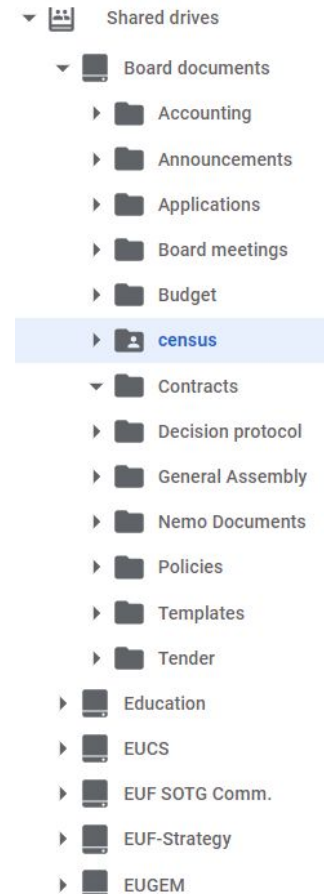 Shared drives
Board documents
Accounting
Announcements
Applications
Board meetings
Budget
census
Contracts
Decision protocol
General Assembly
Nemo Documents
Policies
Templates
Tender
Education
EUCS
EUF SOTG Comm.
EUF-Strategy
EUGEM